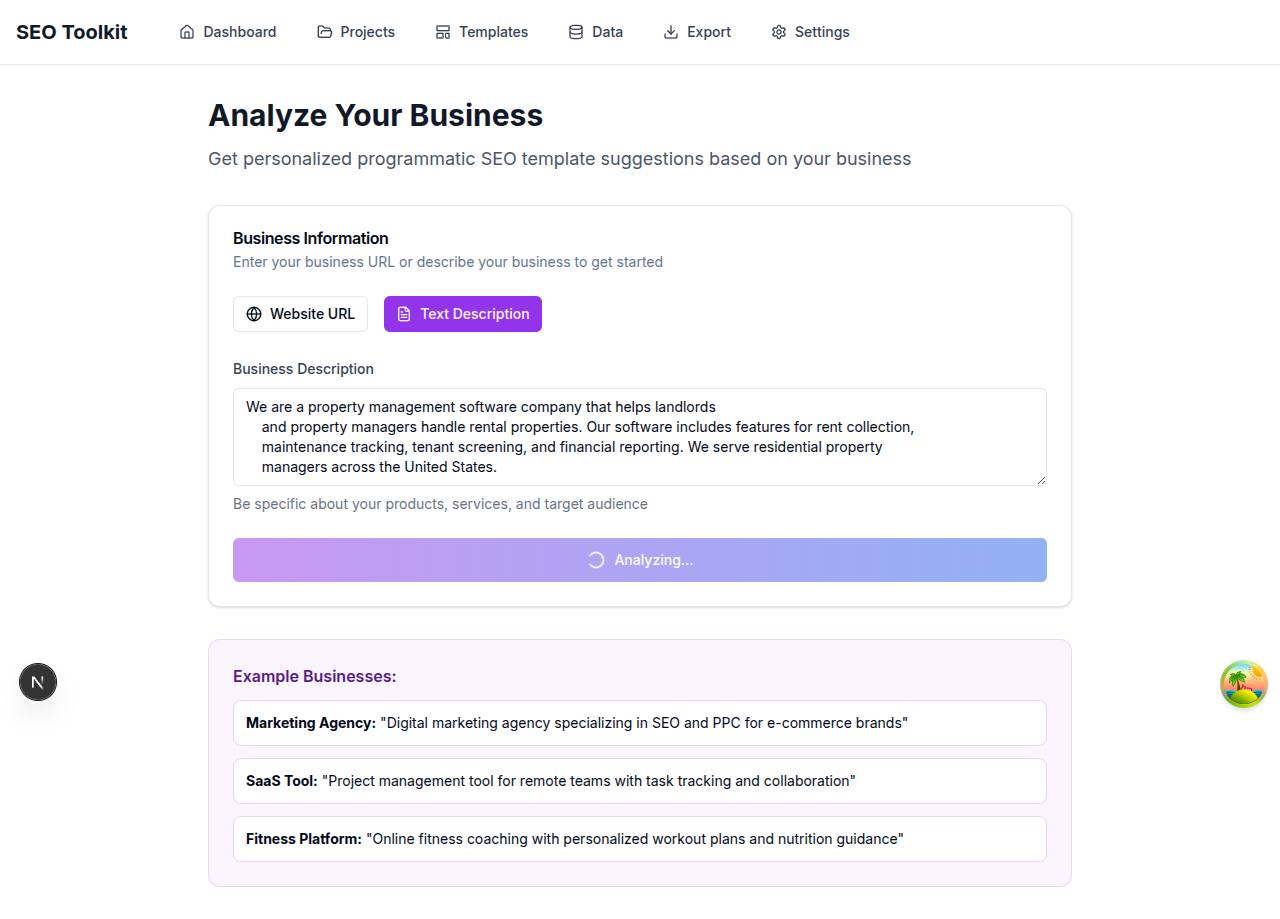 SEO Toolkit
Dashboard
Projects
Templates
Data
Export
Settings
Analyze Your Business
Get personalized programmatic SEO template suggestions based on your business
Business Information
Enter your business URL or describe your business to get started
Website URL
Text Description
Business Description
We are a property management software company that helps landlords
and property managers handle rental properties. Our software includes features for rent collection,
maintenance tracking, tenant screening, and financial reporting. We serve residential property
managers across the United States.
Be specific about your products, services, and target audience
Analyzing...
Example Businesses:
Marketing Agency: "Digital marketing agency specializing in SEO and PPC for e-commerce brands"
SaaS Tool: "Project management tool for remote teams with task tracking and collaboration"
Fitness Platform: "Online fitness coaching with personalized workout plans and nutrition guidance"
N